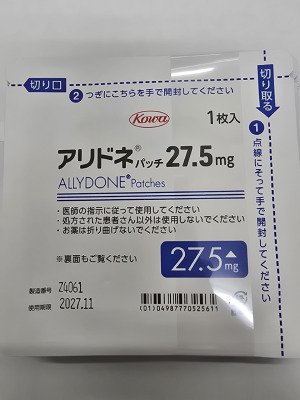 切り口
② つぎにこちらを手で開封してください
切り取る
① 点線にそって手で開封してください
Kowa
1枚入
アリドネ®パッチ 27.5mg
ALLYDONE® Patches
・医師の指示に従って使用してください
・処方された患者さん以外は使用しないでください
・お薬は折り曲げないでください
※裏面もご覧ください
27.5mg
製造番号 Z4061
使用期限 2027.11
(01)04987770525611